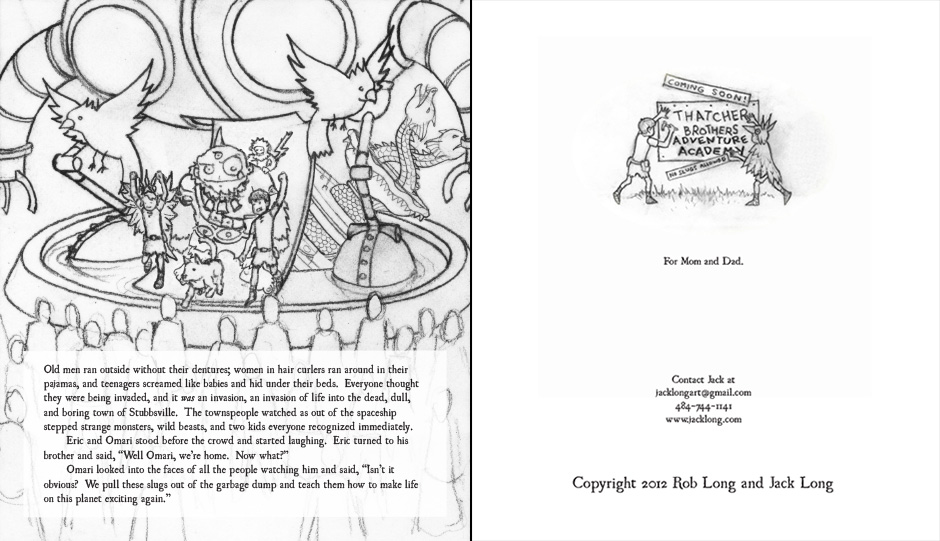 Old men ran outside without their dentures; women in hair curlers ran around in their
pajamas, and teenagers screamed like babies and hid under their beds.  Everyone thought
they were being invaded, and it was an invasion, an invasion of life into the dead, dull,
and boring town of Stubbsville.  The townspeople watched as out of the spaceship
stepped strange monsters, wild beasts, and two kids everyone recognized immediately.
Eric and Omari stood before the crowd and started laughing.  Eric turned to his
brother and said, “Well Omari, we’re home.  Now what?”
Omari looked into the faces of all the people watching him and said, “Isn’t it
obvious?  We pull these slugs out of the garbage dump and teach them how to make life
on this planet exciting again.”
COMING SOON!
THATCHER
BROTHERS
ADVENTURE
ACADEMY
NO SLUGS ALLOWED
For Mom and Dad.
Contact Jack at
jacklongart@gmail.com
484-744-1141
www.jacklong.com
Copyright 2012 Rob Long and Jack Long